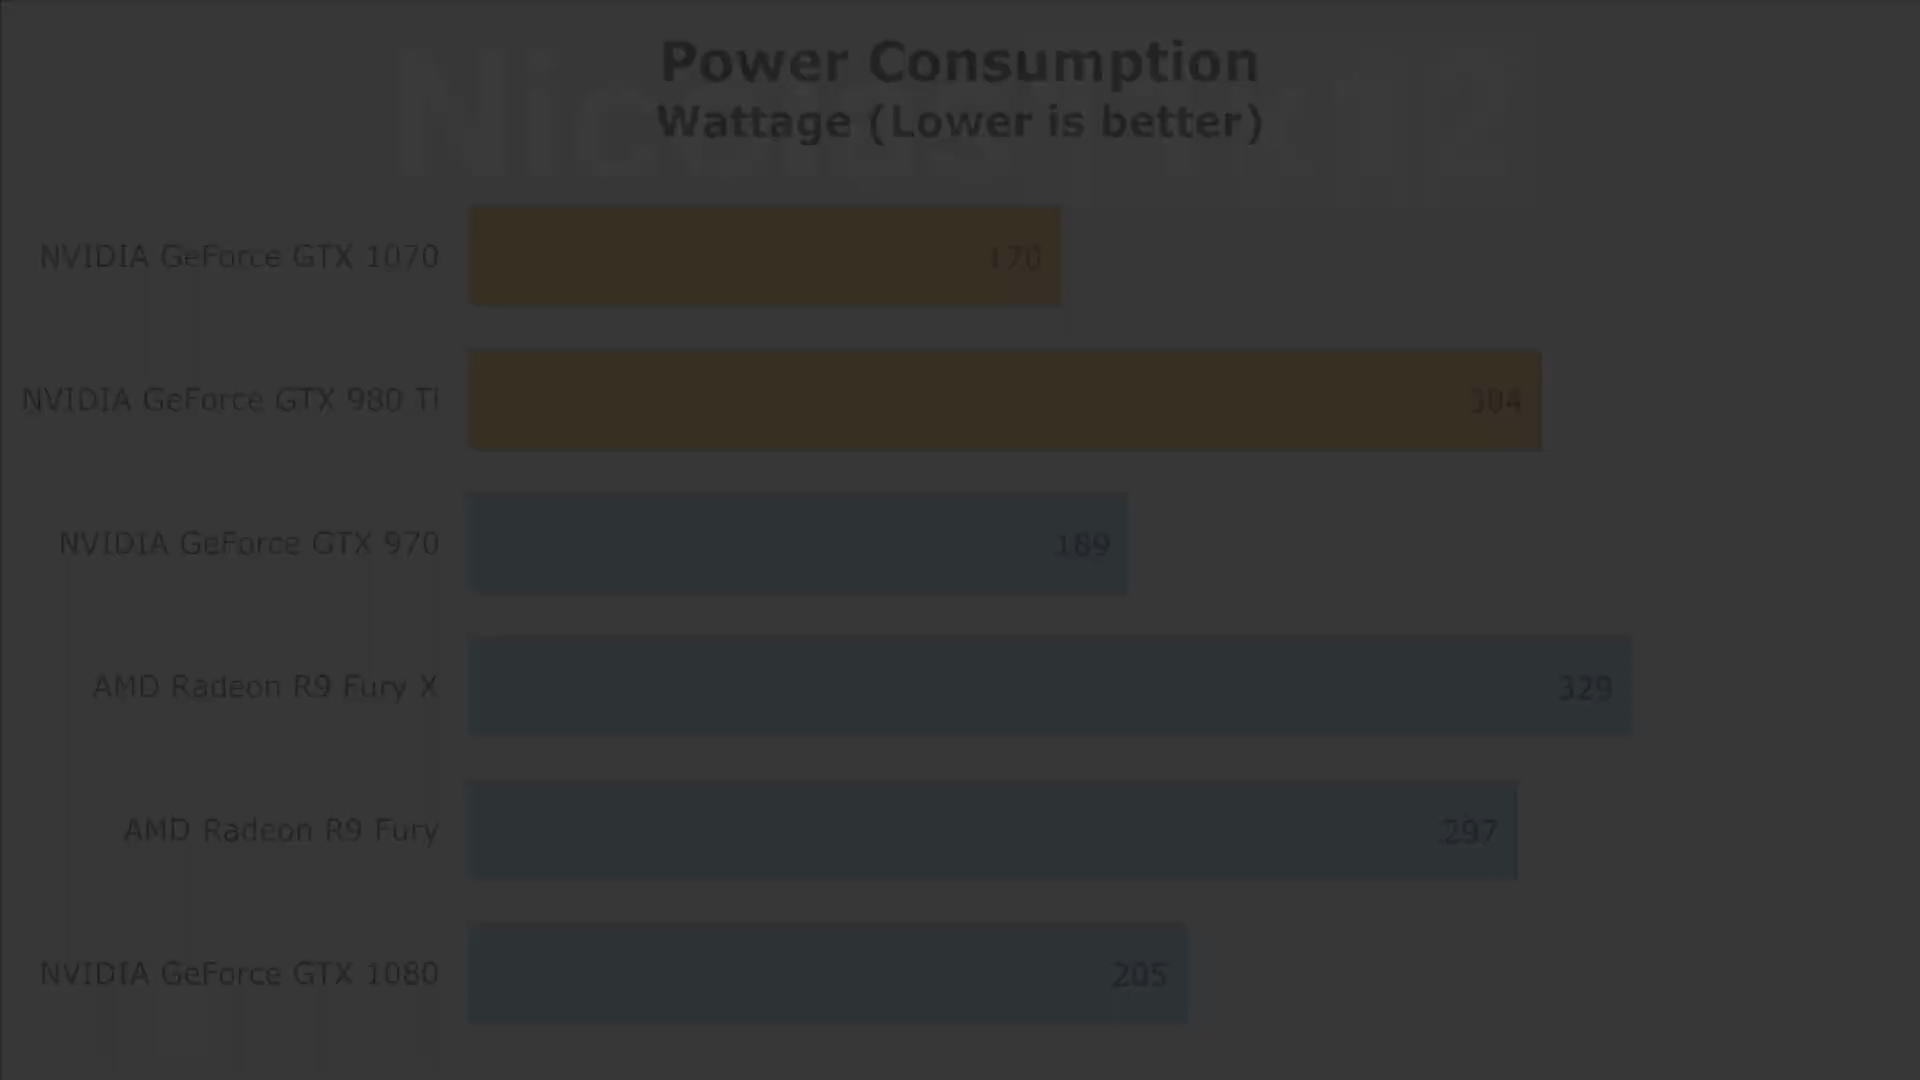 Power Consumption
Wattage (Lower is better)
NVIDIA GeForce GTX 1070
170
NVIDIA GeForce GTX 980 Ti
304
NVIDIA GeForce GTX 970
189
AMD Radeon R9 Fury X
329
AMD Radeon R9 Fury
297
NVIDIA GeForce GTX 1080
205